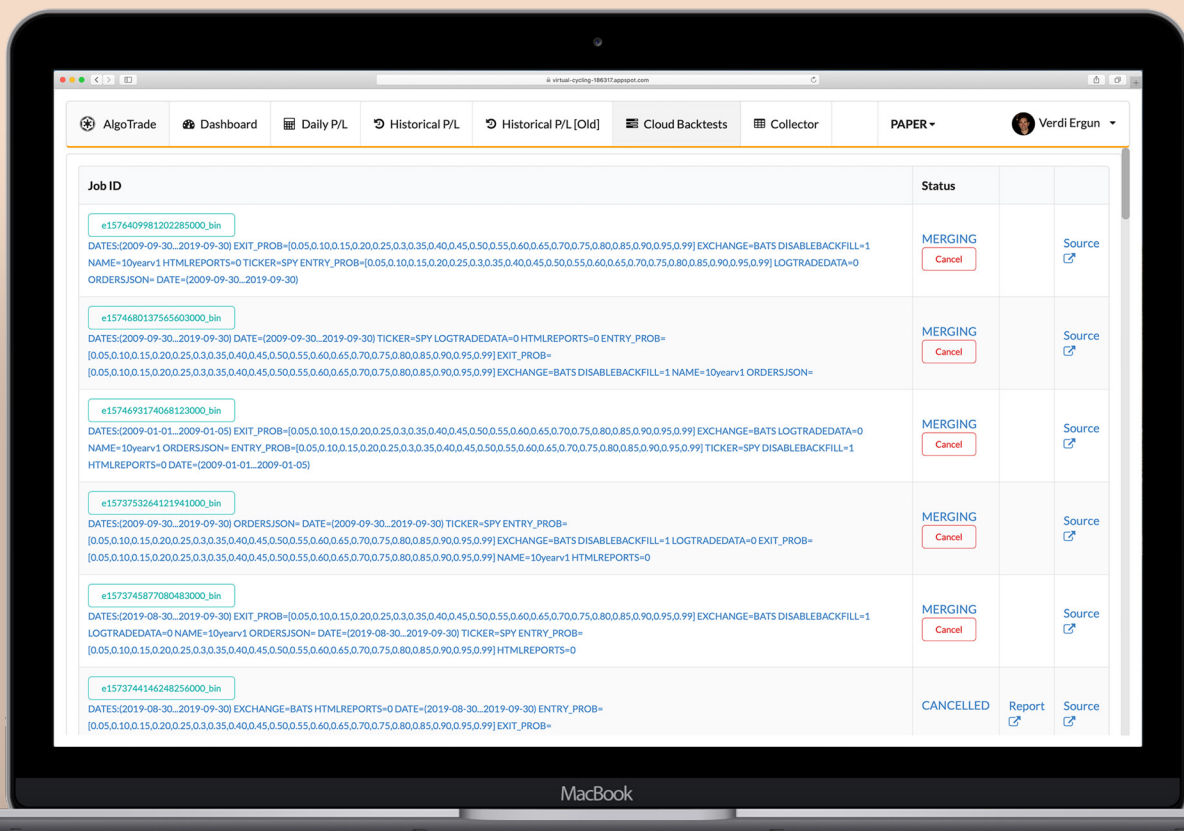 virtual-cycling-186317.appspot.com
AlgoTrade Dashboard Daily P/L Historical P/L Historical P/L [Old] Cloud Backtests Collector PAPER Verdi Ergun
Job ID Status
e1576409981202285000_bin
DATES:(2009-09-30...2019-09-30) EXIT_PROB=[0.05,0.10,0.15,0.20,0.25,0.3,0.35,0.40,0.45,0.50,0.55,0.60,0.65,0.70,0.75,0.80,0.85,0.90,0.95,0.99] EXCHANGE=BATS DISABLEBACKFILL=1
NAME=10yearv1 HTMLREPORTS=0 TICKER=SPY ENTRY_PROB=[0.05,0.10,0.15,0.20,0.25,0.3,0.35,0.40,0.45,0.50,0.55,0.60,0.65,0.70,0.75,0.80,0.85,0.90,0.95,0.99] LOGTRADEDATA=0
ORDERSJSON= DATE=(2009-09-30...2019-09-30)
MERGING
Cancel
Source
e1574680137565603000_bin
DATES:(2009-09-30...2019-09-30) DATE=(2009-09-30...2019-09-30) TICKER=SPY LOGTRADEDATA=0 HTMLREPORTS=0 ENTRY_PROB=
[0.05,0.10,0.15,0.20,0.25,0.3,0.35,0.40,0.45,0.50,0.55,0.60,0.65,0.70,0.75,0.80,0.85,0.90,0.95,0.99] EXIT_PROB=
[0.05,0.10,0.15,0.20,0.25,0.3,0.35,0.40,0.45,0.50,0.55,0.60,0.65,0.70,0.75,0.80,0.85,0.90,0.95,0.99] EXCHANGE=BATS DISABLEBACKFILL=1 NAME=10yearv1 ORDERSJSON=
MERGING
Cancel
Source
e1574693174068123000_bin
DATES:(2009-01-01...2009-01-05) EXIT_PROB=[0.05,0.10,0.15,0.20,0.25,0.3,0.35,0.40,0.45,0.50,0.55,0.60,0.65,0.70,0.75,0.80,0.85,0.90,0.95,0.99] EXCHANGE=BATS LOGTRADEDATA=0
NAME=10yearv1 ORDERSJSON= ENTRY_PROB=[0.05,0.10,0.15,0.20,0.25,0.3,0.35,0.40,0.45,0.50,0.55,0.60,0.65,0.70,0.75,0.80,0.85,0.90,0.95,0.99] TICKER=SPY DISABLEBACKFILL=1
HTMLREPORTS=0 DATE=(2009-01-01...2009-01-05)
MERGING
Cancel
Source
e1573753264121941000_bin
DATES:(2009-09-30...2019-09-30) ORDERSJSON= DATE=(2009-09-30...2019-09-30) TICKER=SPY ENTRY_PROB=
[0.05,0.10,0.15,0.20,0.25,0.3,0.35,0.40,0.45,0.50,0.55,0.60,0.65,0.70,0.75,0.80,0.85,0.90,0.95,0.99] EXCHANGE=BATS DISABLEBACKFILL=1 LOGTRADEDATA=0 EXIT_PROB=
[0.05,0.10,0.15,0.20,0.25,0.3,0.35,0.40,0.45,0.50,0.55,0.60,0.65,0.70,0.75,0.80,0.85,0.90,0.95,0.99] NAME=10yearv1 HTMLREPORTS=0
MERGING
Cancel
Source
e1573745877080483000_bin
DATES:(2019-08-30...2019-09-30) EXIT_PROB=[0.05,0.10,0.15,0.20,0.25,0.3,0.35,0.40,0.45,0.50,0.55,0.60,0.65,0.70,0.75,0.80,0.85,0.90,0.95,0.99] EXCHANGE=BATS DISABLEBACKFILL=1
LOGTRADEDATA=0 NAME=10yearv1 ORDERSJSON= DATE=(2019-08-30...2019-09-30) TICKER=SPY ENTRY_PROB=
[0.05,0.10,0.15,0.20,0.25,0.3,0.35,0.40,0.45,0.50,0.55,0.60,0.65,0.70,0.75,0.80,0.85,0.90,0.95,0.99] HTMLREPORTS=0
MERGING
Cancel
Source
e1573744146248256000_bin
DATES:(2019-08-30...2019-09-30) EXCHANGE=BATS HTMLREPORTS=0 DATE=(2019-08-30...2019-09-30) ENTRY_PROB=
[0.05,0.10,0.15,0.20,0.25,0.3,0.35,0.40,0.45,0.50,0.55,0.60,0.65,0.70,0.75,0.80,0.85,0.90,0.95,0.99] EXIT_PROB=
CANCELLED
Report
Source
MacBook